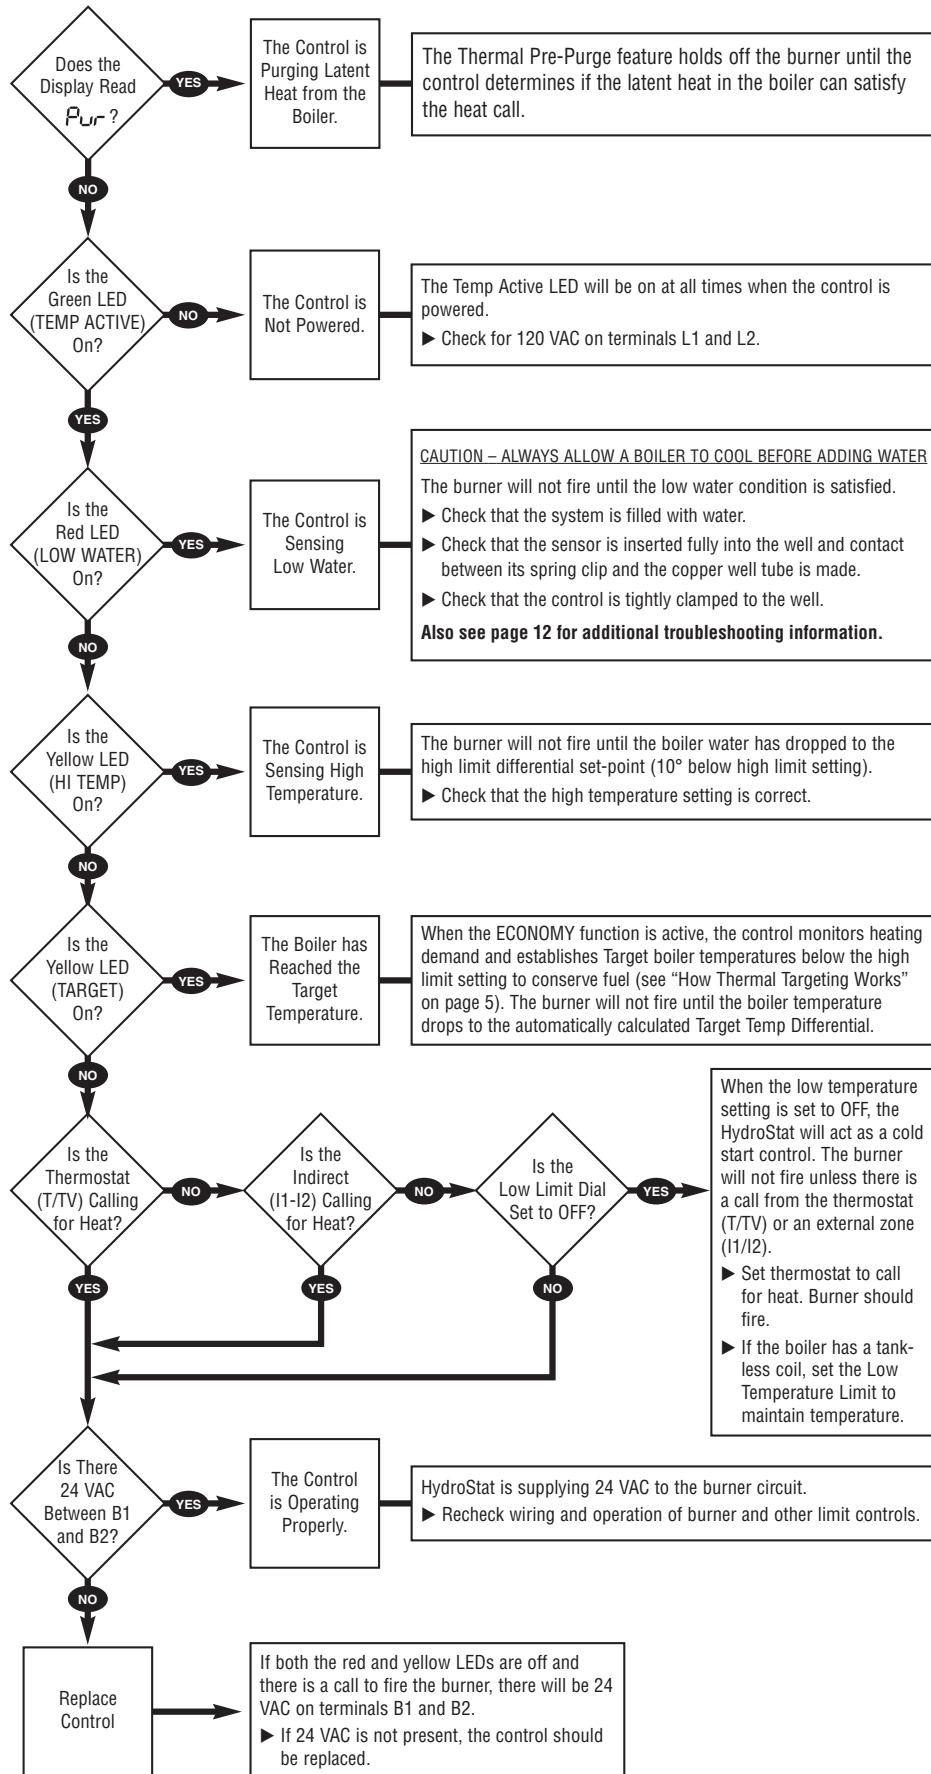 Does the
Display Read
Pur ?
YES
The Control is
Purging Latent
Heat from the
Boiler.
The Thermal Pre-Purge feature holds off the burner until the
control determines if the latent heat in the boiler can satisfy
the heat call.
NO
Is the
Green LED
(TEMP ACTIVE)
On?
NO
The Control is
Not Powered.
The Temp Active LED will be on at all times when the control is
powered.
► Check for 120 VAC on terminals L1 and L2.
YES
Is the
Red LED
(LOW WATER)
On?
YES
The Control is
Sensing
Low Water.
CAUTION – ALWAYS ALLOW A BOILER TO COOL BEFORE ADDING WATER
The burner will not fire until the low water condition is satisfied.
► Check that the system is filled with water.
► Check that the sensor is inserted fully into the well and contact
between its spring clip and the copper well tube is made.
► Check that the control is tightly clamped to the well.
Also see page 12 for additional troubleshooting information.
NO
Is the
Yellow LED
(HI TEMP)
On?
YES
The Control is
Sensing High
Temperature.
The burner will not fire until the boiler water has dropped to the
high limit differential set-point (10° below high limit setting).
► Check that the high temperature setting is correct.
NO
Is the
Yellow LED
(TARGET)
On?
YES
The Boiler has
Reached the
Target
Temperature.
When the ECONOMY function is active, the control monitors heating
demand and establishes Target boiler temperatures below the high
limit setting to conserve fuel (see “How Thermal Targeting Works”
on page 5). The burner will not fire until the boiler temperature
drops to the automatically calculated Target Temp Differential.
NO
Is the
Thermostat
(T/TV) Calling
for Heat?
NO
Is the
Indirect
(I1-I2) Calling
for Heat?
NO
Is the
Low Limit Dial
Set to OFF?
YES
When the low temperature
setting is set to OFF, the
HydroStat will act as a cold
start control. The burner
will not fire unless there is
a call from the thermostat
(T/TV) or an external zone
(I1/I2).
► Set thermostat to call
for heat. Burner should
fire.
► If the boiler has a tank-
less coil, set the Low
Temperature Limit to
maintain temperature.
YES
YES
NO
Is There
24 VAC
Between B1
and B2?
YES
The Control
is Operating
Properly.
HydroStat is supplying 24 VAC to the burner circuit.
► Recheck wiring and operation of burner and other limit controls.
NO
Replace
Control
If both the red and yellow LEDs are off and
there is a call to fire the burner, there will be 24
VAC on terminals B1 and B2.
► If 24 VAC is not present, the control should
be replaced.